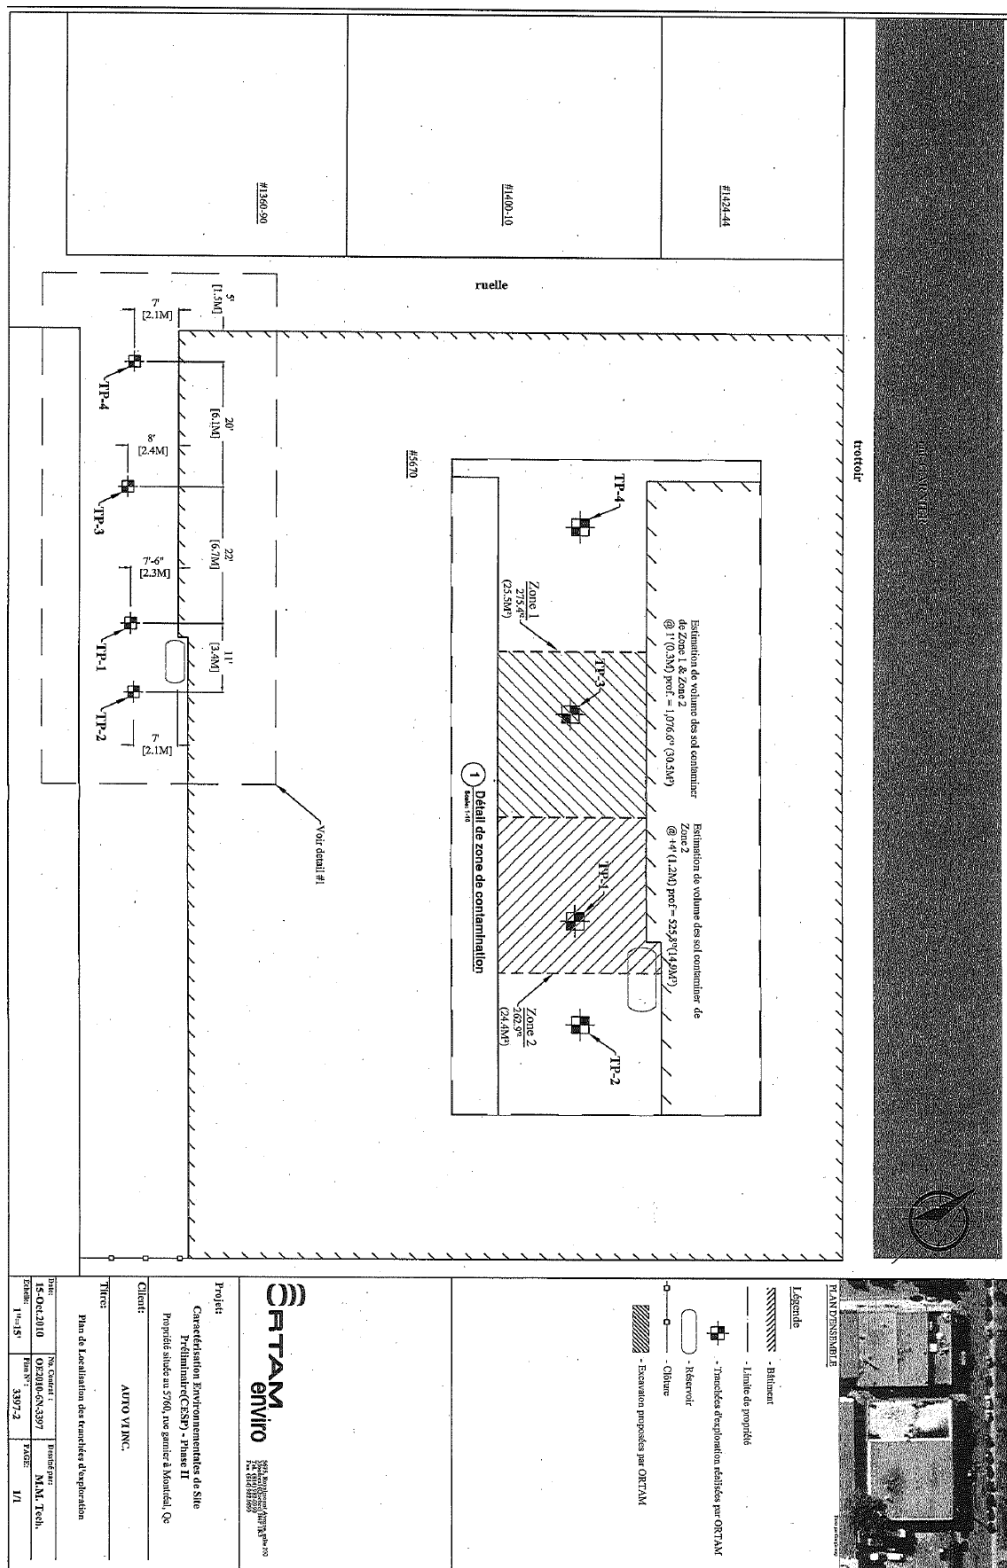 #1424-44
#1400-10
#1360-90
ruelle
trottoir
#5670
5'
[1.5M]
7'
[2.1M]
20'
[6.1M]
8'
[2.4M]
22'
[6.7M]
7'-6"
[2.3M]
11'
[3.4M]
7'
[2.1M]
TP-4
TP-3
TP-1
TP-2
Voir detail #1
Estimation de volume des sol contaminer
de Zone 1 & Zone 2
@ 1' (0.3M) prof. = 1,076.6
(30.5M³)
Estimation de volume des sol contaminer de
Zone 2
@ +4' (1.2M) prof = 525.8
(14.9M³)
TP-4
TP-3
TP-1
TP-2
Zone 1
275.4
(25.5M²)
Zone 2
262.9
(24.4M²)
1
Détail de zone de contamination
PLAN D'ENSEMBLE
Légende
- Bâtiment
- Limite de propriété
- Tranchées d'exploration réalisées par ORTAM
- Réservoir
- Clôture
- Excavaton proposées par ORTAM
ORTAM
enviro
Projet:
Caractérisation Environnementales de Site
Préliminaire(CESP) - Phase II
Propriété située au 5760, rue garnier à Montréal, Qc
Client:
AUTO VI INC.
Titre:
Plan de Localisation des tranchées d'exploration
Date:
15-Oct.2010
No. Contrat :
OE2010-6N3397
Dessiné par:
M.M. Tech.
Échelle:
1"=15'
Plan N°:
3397-2
PAGE:
1/1